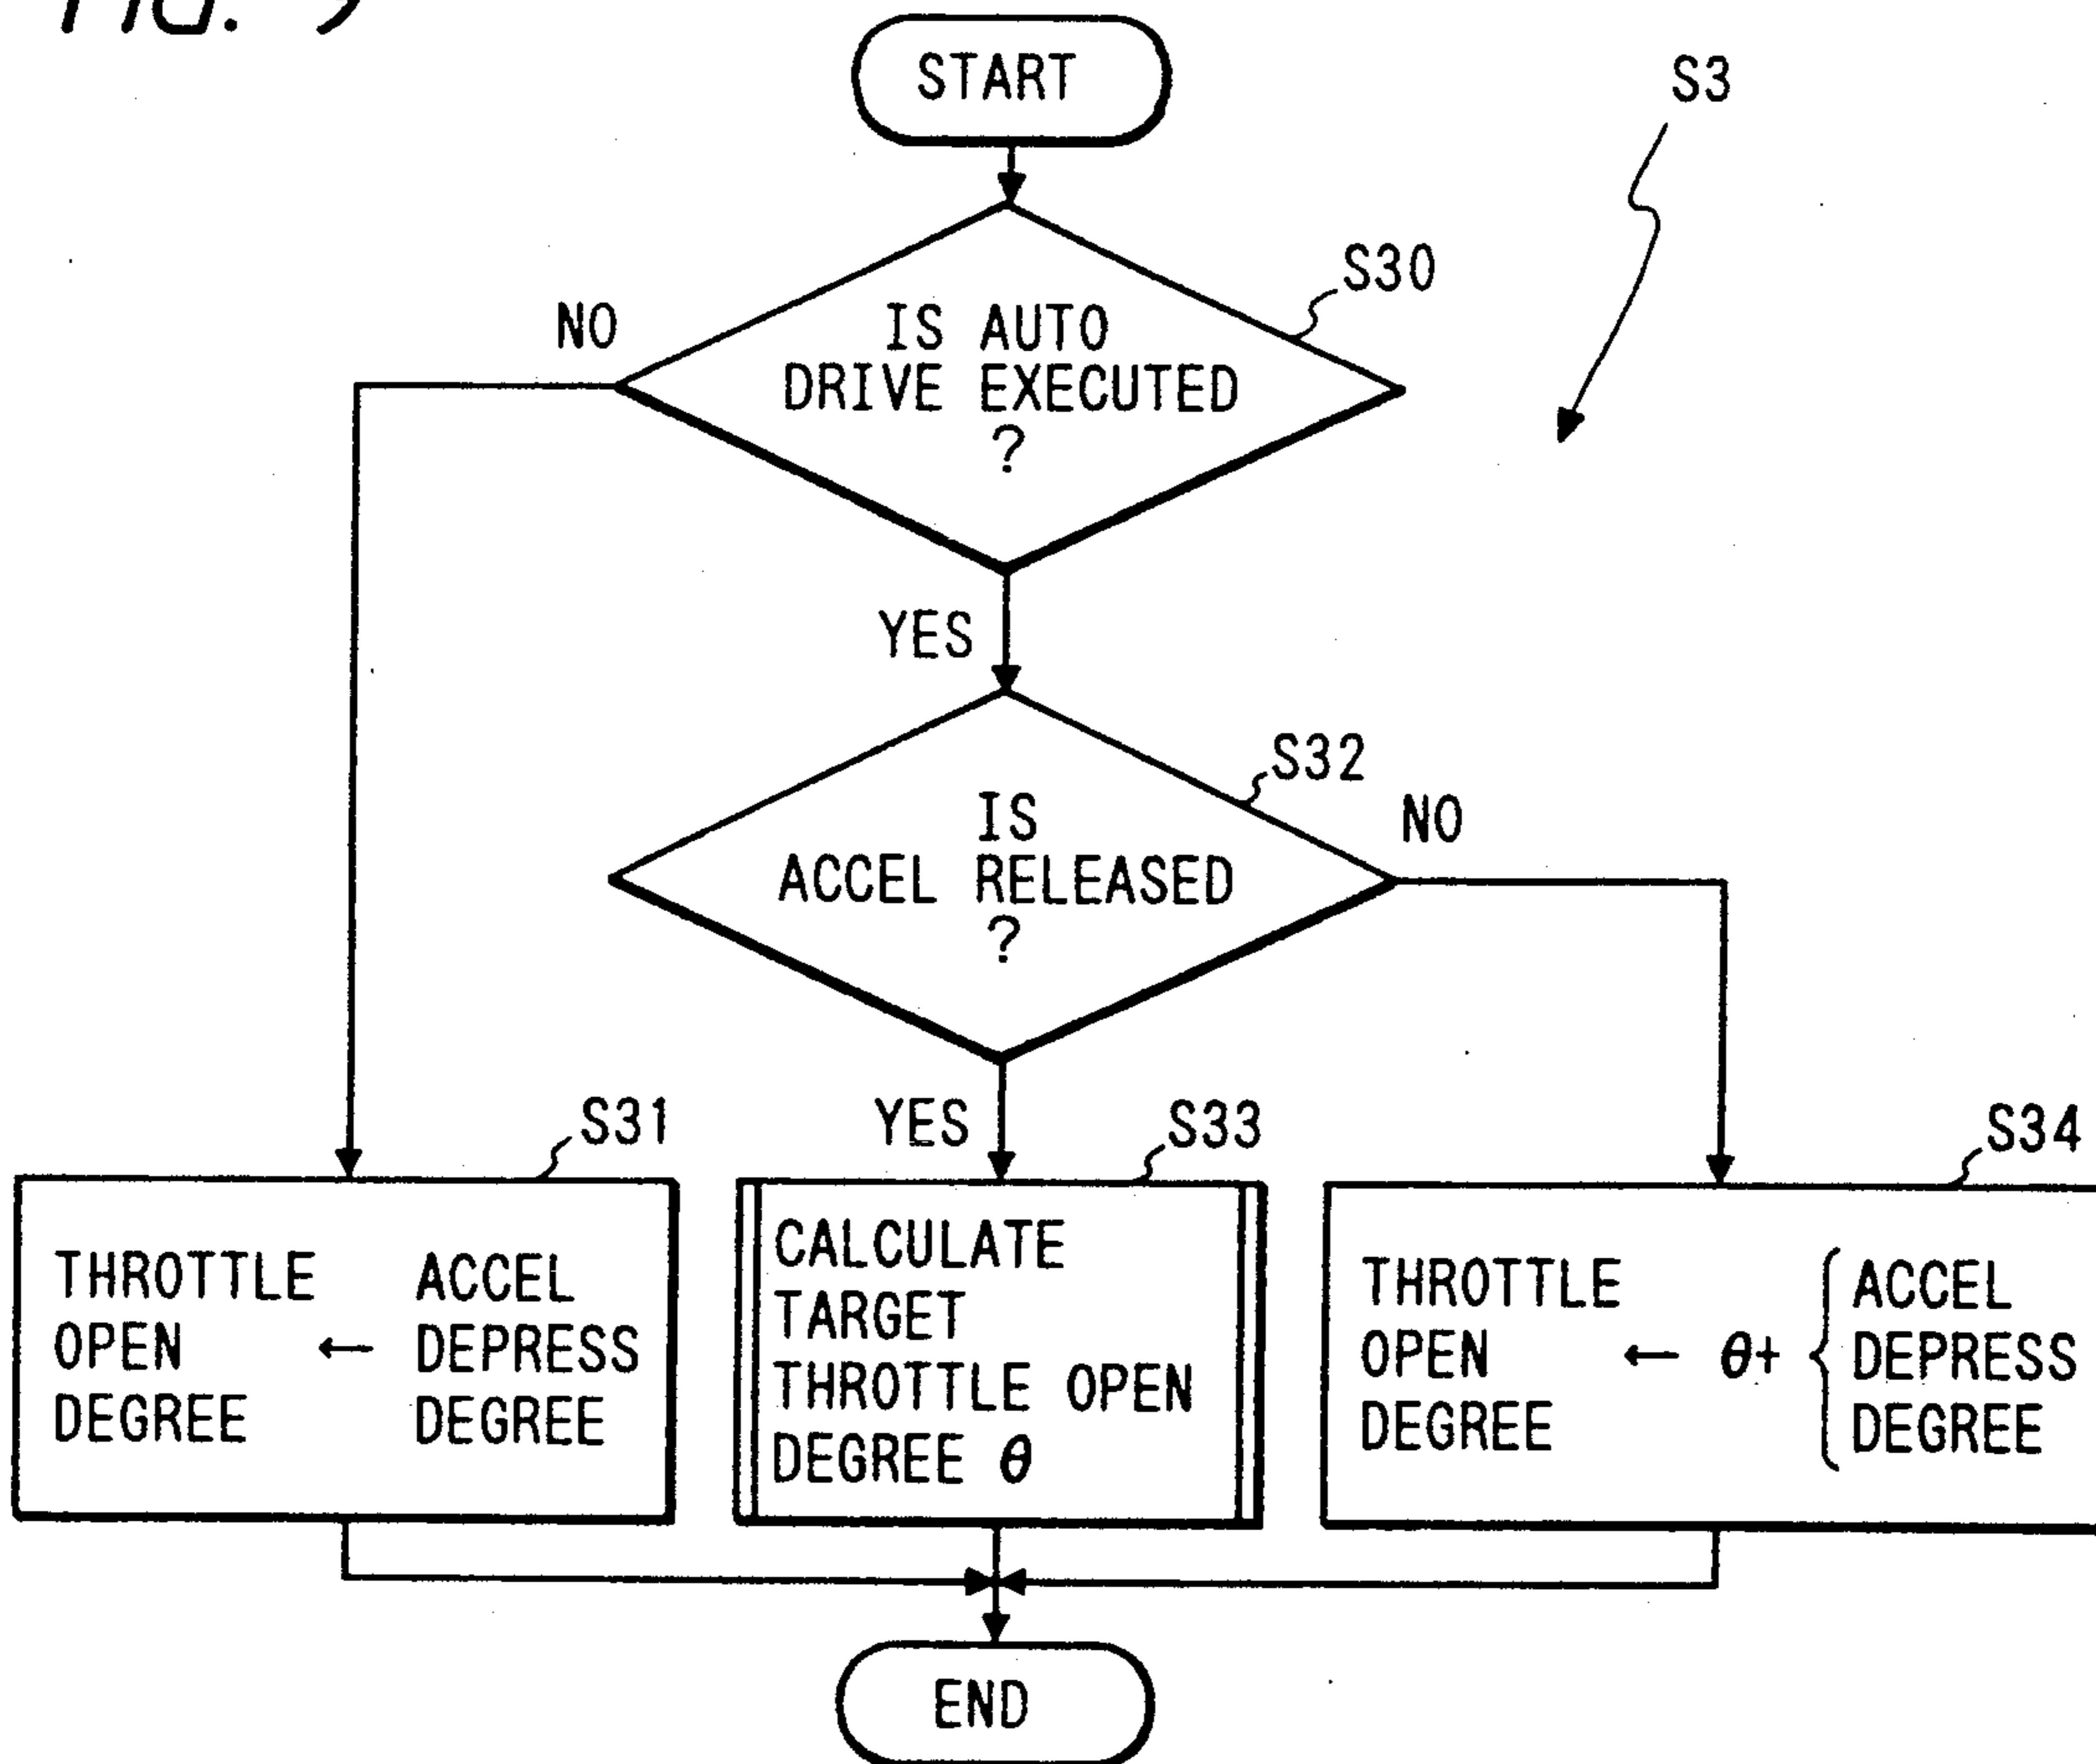 FIG.
START
S3
S30
NO
IS AUTO
DRIVE EXECUTED
?
YES
S32
IS
ACCEL RELEASED
?
NO
S31
YES
S33
S34
THROTTLE ACCEL
OPEN ← DEPRESS
DEGREE DEGREE
CALCULATE
TARGET
THROTTLE OPEN
DEGREE θ
THROTTLE ACCEL
OPEN ← θ+ { DEPRESS
DEGREE DEGREE
END